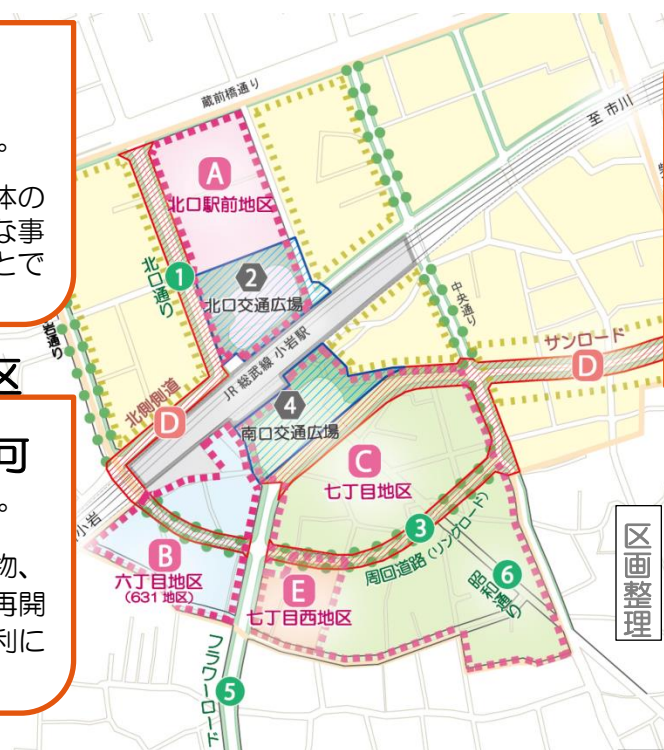 。
体の
な事
とで
区
可
。
物、
再開
利に
蔵前橋通り
至 市川
A
北口駅前地区
1
北口通り
2
北口交通広場
中央通り
岩通り
JR 総武線 小岩駅
サンロード
D
北側側道
D
4
南口交通広場
C
七丁目地区
小岩
3
周回道路(リングロード)
B
六丁目地区
(631 地区)
6
昭和通り
E
七丁目西地区
フラワーロード
5
区画整理